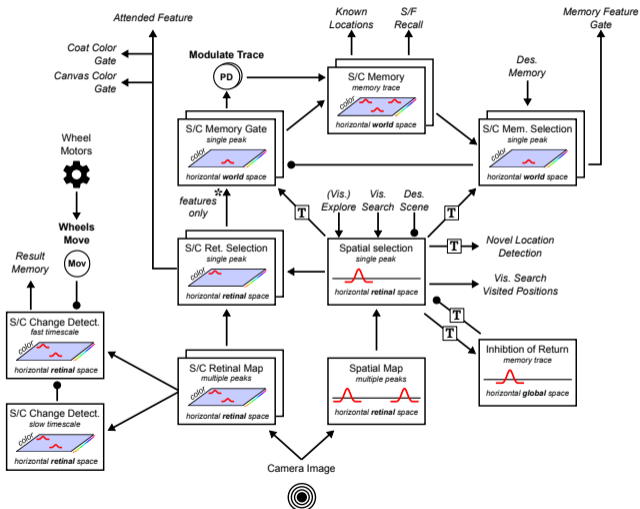 Attended Feature
Known
Locations
S/F
Recall
Memory Feature
Gate
Coat Color
Gate
Canvas Color
Gate
Modulate Trace
PD
S/C Memory
memory trace
color
horizontal world space
Des.
Memory
Wheel
Motors
S/C Memory Gate
single peak
color
horizontal world space
S/C Mem. Selection
single peak
color
horizontal world space
*
features
only
T
(Vis.)
Explore
Vis.
Search
Des.
Scene
T
Wheels
Move
Mov
Result
Memory
S/C Ret. Selection
single peak
color
horizontal retinal space
Spatial selection
single peak
horizontal retinal space
T
Novel Location
Detection
Vis. Search
Visited Positions
S/C Change Detect.
fast timescale
color
horizontal retinal space
T
T
S/C Retinal Map
multiple peaks
color
horizontal retinal space
Spatial Map
multiple peaks
horizontal retinal space
Inhibtion of Return
memory trace
horizontal global space
S/C Change Detect.
slow timescale
color
horizontal retinal space
Camera Image